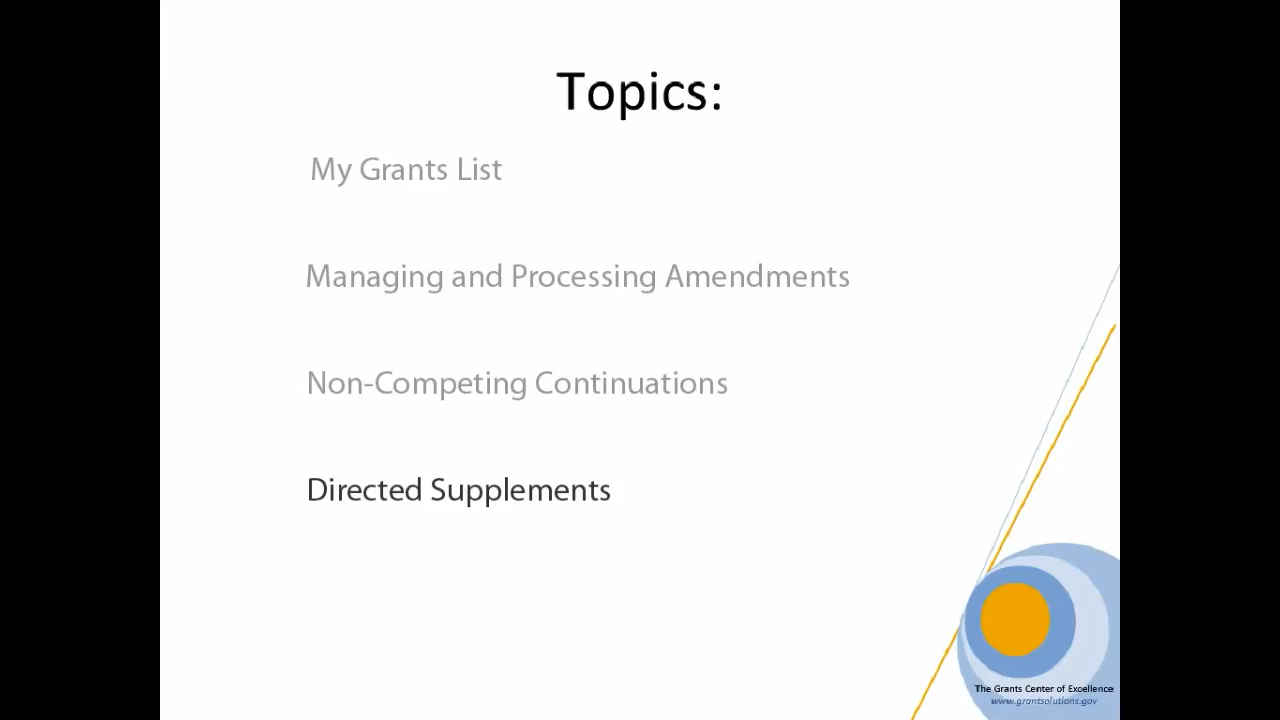 Topics:
My Grants List
Managing and Processing Amendments
Non-Competing Continuations
Directed Supplements
The Grants Center of Excellence
www.grantsolutions.gov